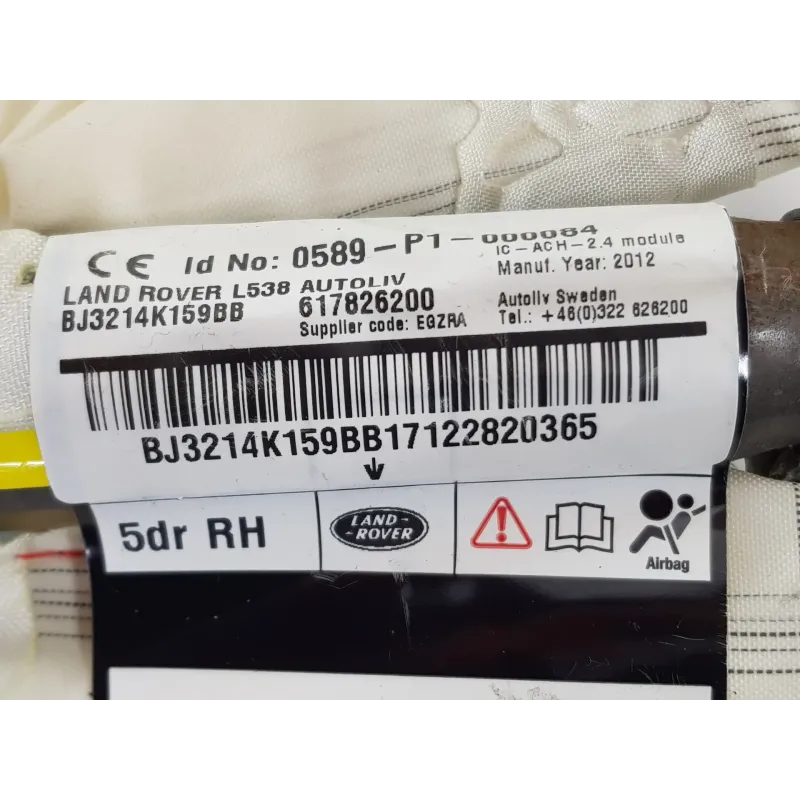 CE Id No: 0589-P1-000084
IC-ACH-2.4 module
LAND ROVER L538 AUTOLIV
Manuf. Year: 2012
BJ3214K159BB 617826200
Autoliv Sweden
Supplier code: EGZRA
Tel.: +46(0)322 626200
BJ3214K159BB17122820365
5dr RH
LAND-
-ROVER
Airbag